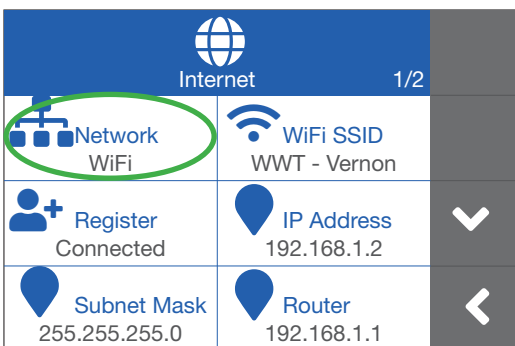 Internet 1/2
Network
WiFi
WiFi SSID
WWT - Vernon
Register
Connected
IP Address
192.168.1.2
Subnet Mask
255.255.255.0
Router
192.168.1.1